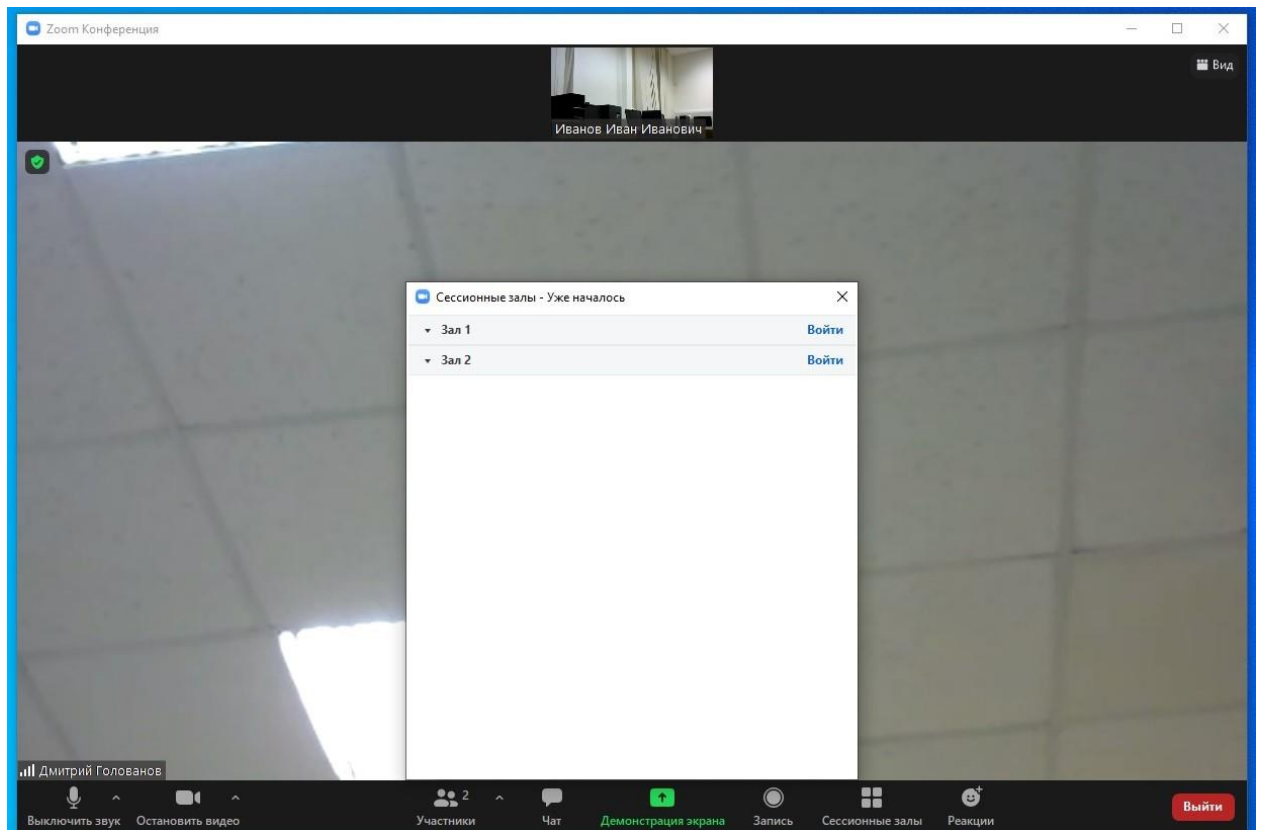 Zoom Конференция
Вид
Иванов Иван Иванович
Сессионные залы - Уже началось
Зал 1 Войти
Зал 2 Войти
Дмитрий Голованов
2
Выключить звук Остановить видео Участники Чат Демонстрация экрана Запись Сессионные залы Реакции Выйти